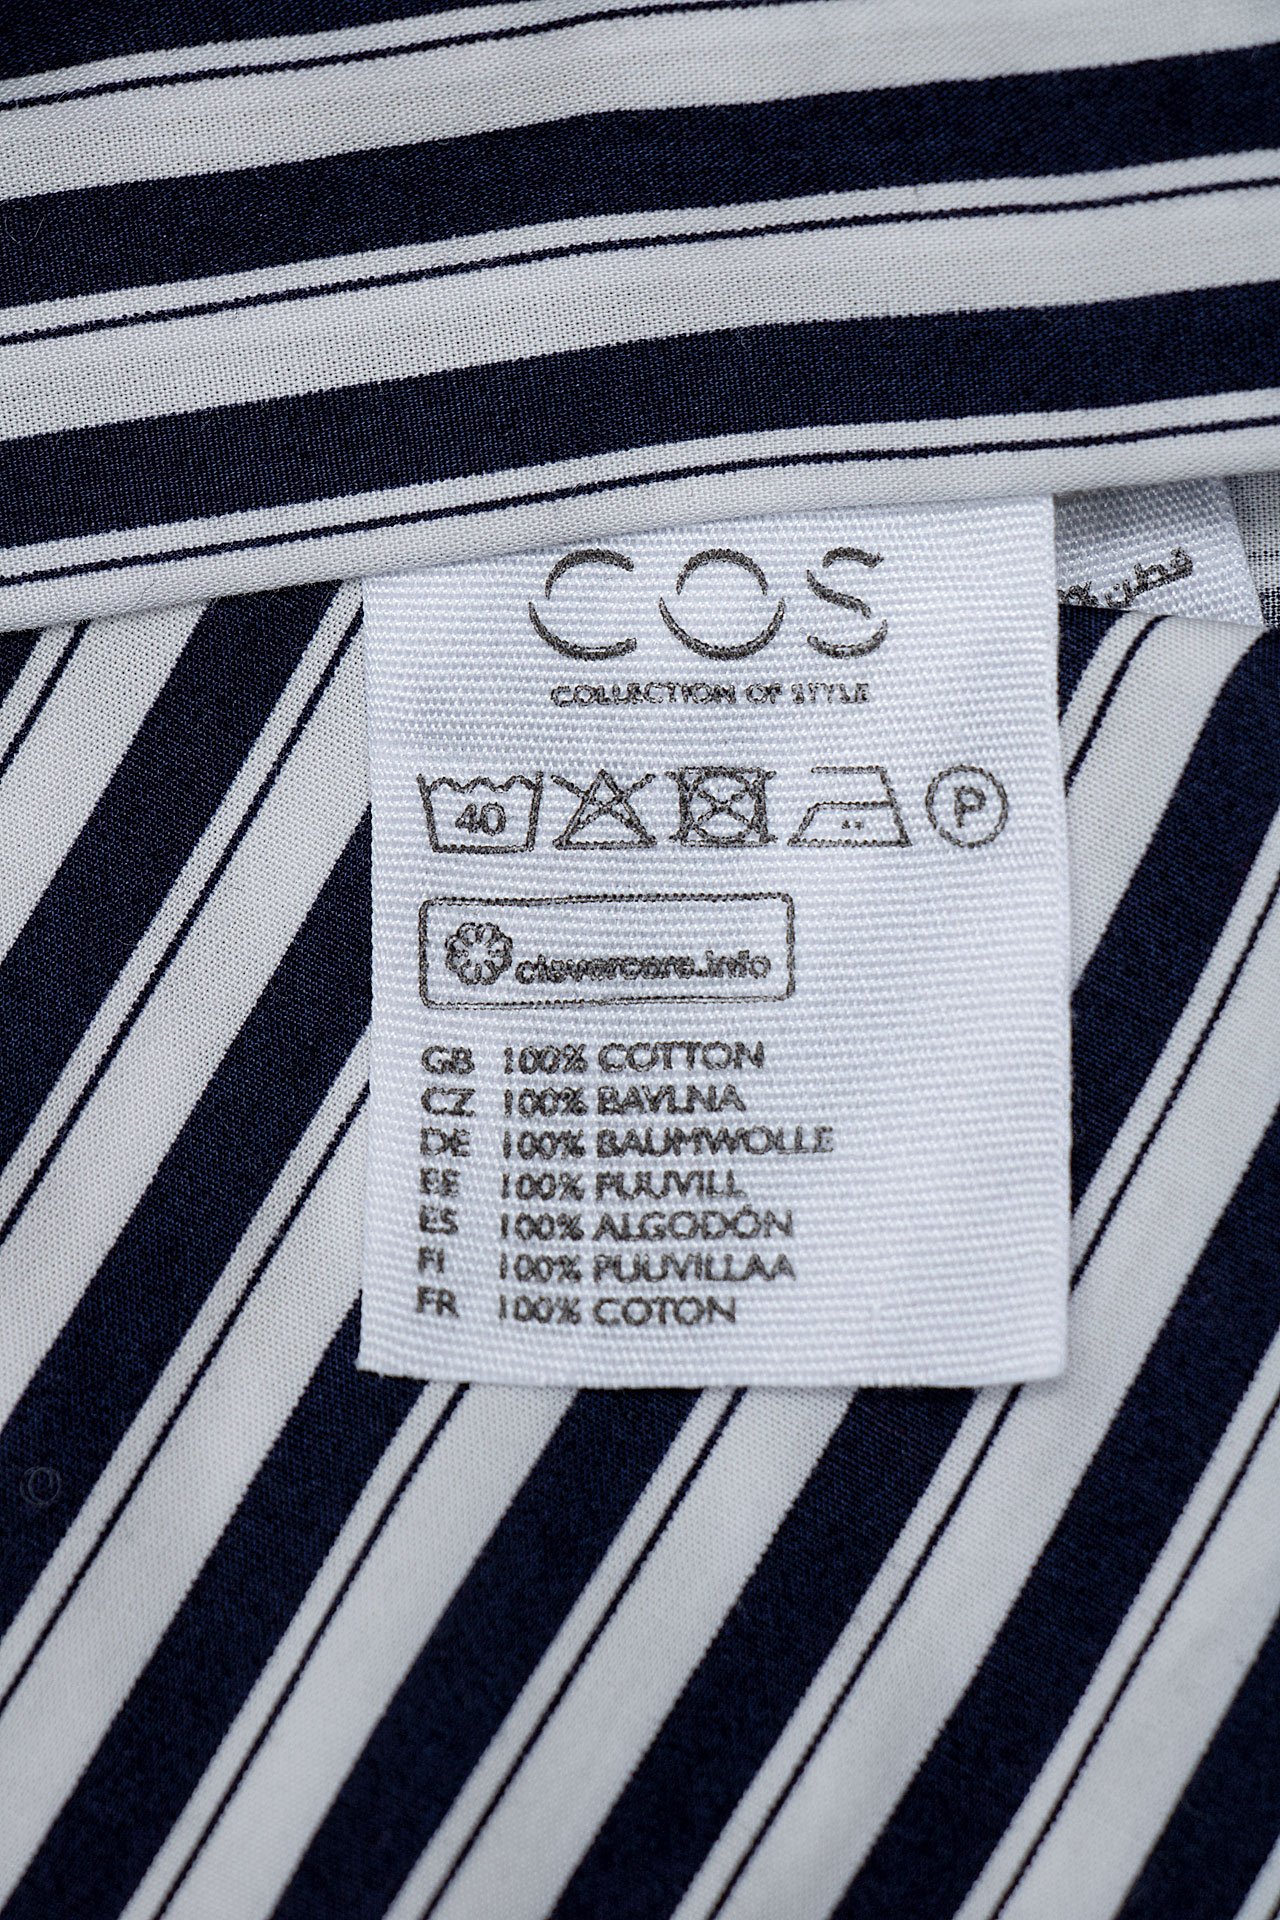 COS
COLLECTION OF STYLE
40
P
clevercare.info
GB 100% COTTON
CZ 100% BAVLNA
DE 100% BAUMWOLLE
EE 100% PUUVILL
ES 100% ALGODÓN
FI 100% PUUVILLAA
FR 100% COTON
قطن